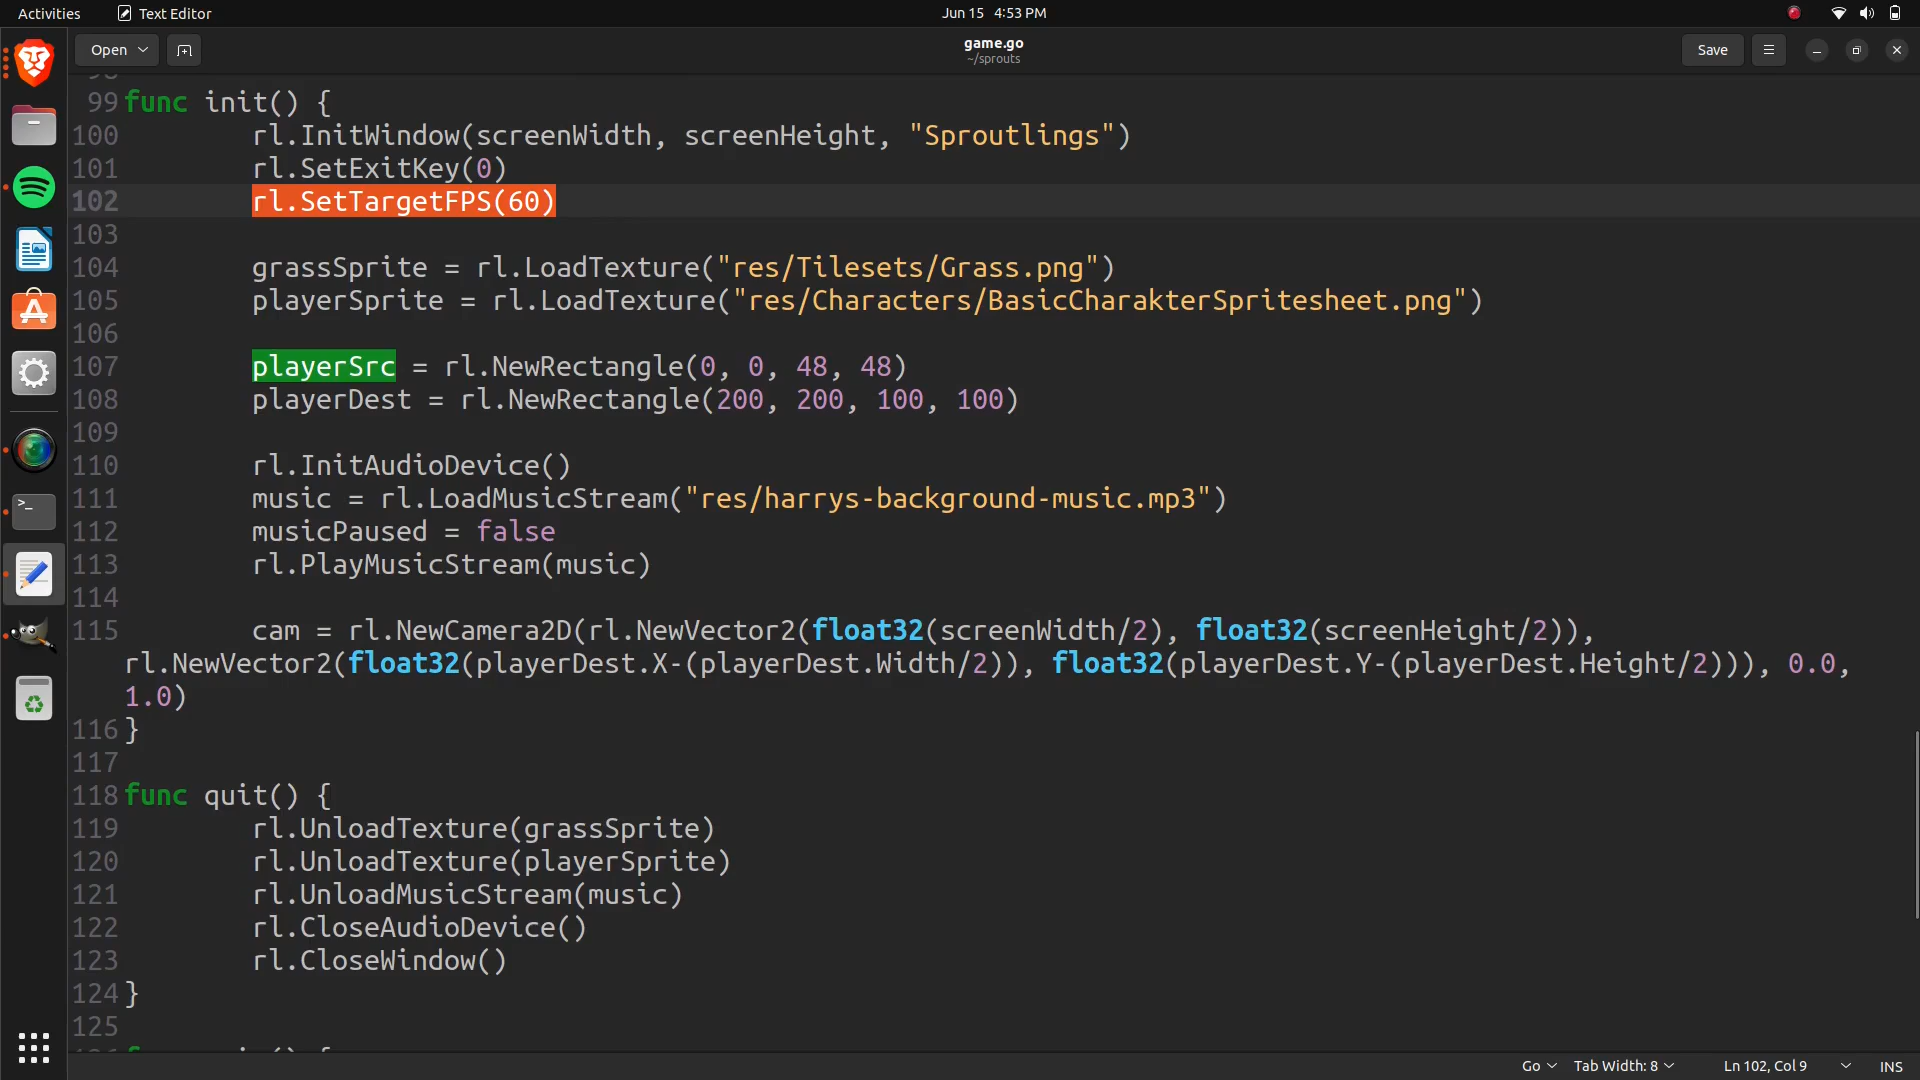 Activities Text Editor Jun 15 4:53 PM
Open game.go Save
~/sprouts
99 func init() {
100 rl.InitWindow(screenWidth, screenHeight, "Sproutlings")
101 rl.SetExitKey(0)
102 rl.SetTargetFPS(60)
103
104 grassSprite = rl.LoadTexture("res/Tilesets/Grass.png")
105 playerSprite = rl.LoadTexture("res/Characters/BasicCharakterSpritesheet.png")
106
107 playerSrc = rl.NewRectangle(0, 0, 48, 48)
108 playerDest = rl.NewRectangle(200, 200, 100, 100)
109
110 rl.InitAudioDevice()
111 music = rl.LoadMusicStream("res/harrys-background-music.mp3")
112 musicPaused = false
113 rl.PlayMusicStream(music)
114
115 cam = rl.NewCamera2D(rl.NewVector2(float32(screenWidth/2), float32(screenHeight/2)),
rl.NewVector2(float32(playerDest.X-(playerDest.Width/2)), float32(playerDest.Y-(playerDest.Height/2))), 0.0,
1.0)
116 }
117
118 func quit() {
119 rl.UnloadTexture(grassSprite)
120 rl.UnloadTexture(playerSprite)
121 rl.UnloadMusicStream(music)
122 rl.CloseAudioDevice()
123 rl.CloseWindow()
124 }
125
Go Tab Width: 8 Ln 102, Col 9 INS